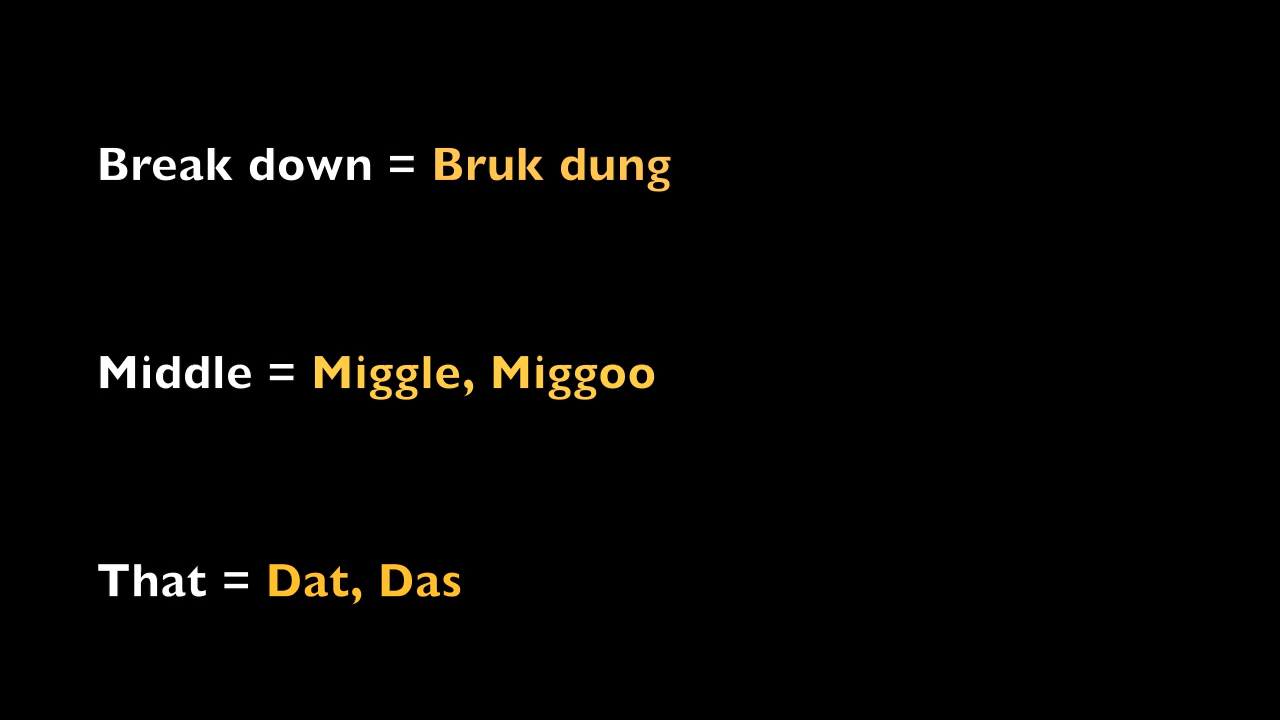 Break down = Bruk dung
Middle = Miggle, Miggoo
That = Dat, Das